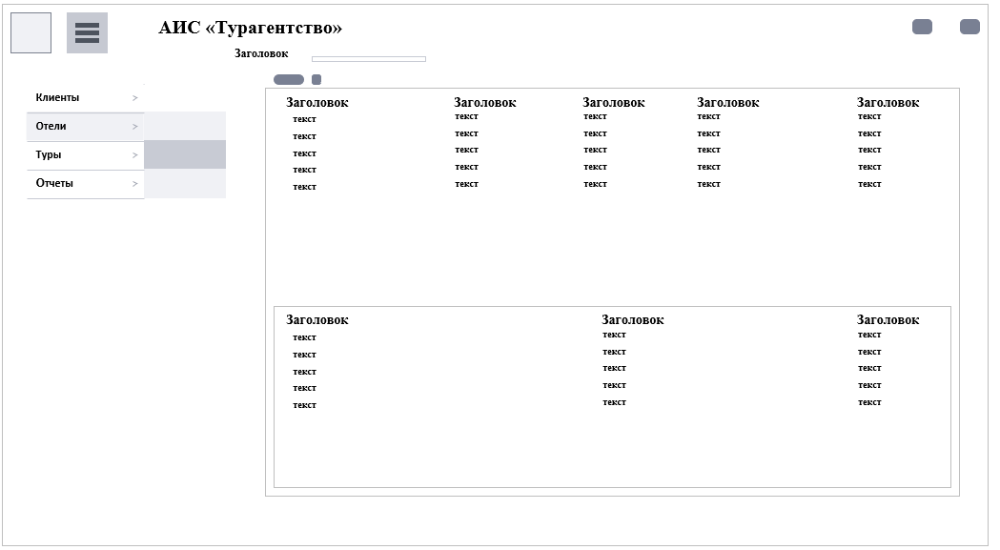 АИС «Турагентство»
Заголовок
Клиенты >
Отели >
Туры >
Отчеты >
Заголовок Заголовок Заголовок Заголовок Заголовок
текст текст текст текст текст
текст текст текст текст текст
текст текст текст текст текст
текст текст текст текст текст
текст текст текст текст текст
Заголовок Заголовок Заголовок
текст текст текст
текст текст текст
текст текст текст
текст текст текст
текст текст текст